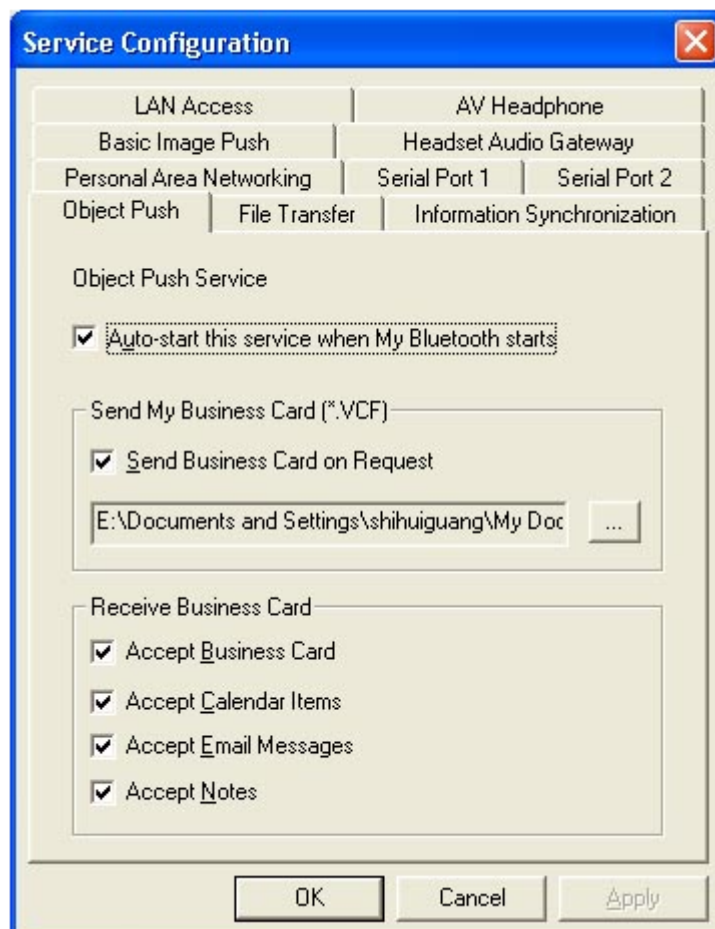 Service Configuration
LAN Access AV Headphone
Basic Image Push Headset Audio Gateway
Personal Area Networking Serial Port 1 Serial Port 2
Object Push File Transfer Information Synchronization
Object Push Service
Auto-start this service when My Bluetooth starts
Send My Business Card (*.VCF)
Send Business Card on Request
E:\Documents and Settings\shihuiguang\My Doc ...
Receive Business Card
Accept Business Card
Accept Calendar Items
Accept Email Messages
Accept Notes
OK Cancel Apply